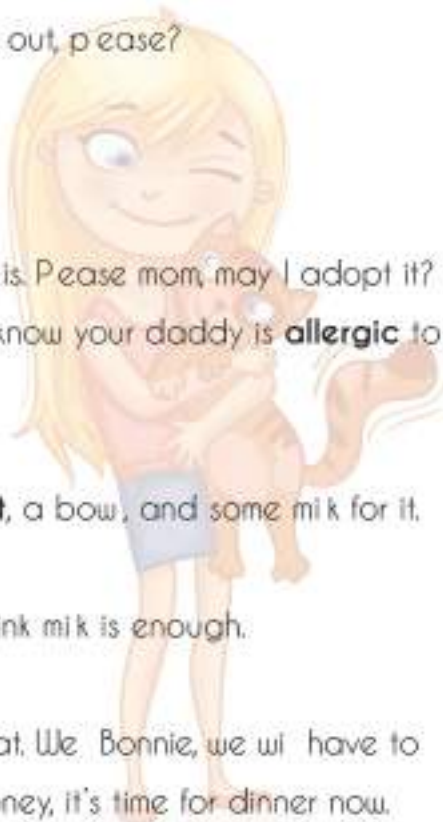 out, p ease?
is. P ease mom, may I adopt it?
know your daddy is allergic to
t, a bow , and some mi k for it.
nk mi k is enough.
at. We Bonnie, we wi have to
ney, it's time for dinner now.